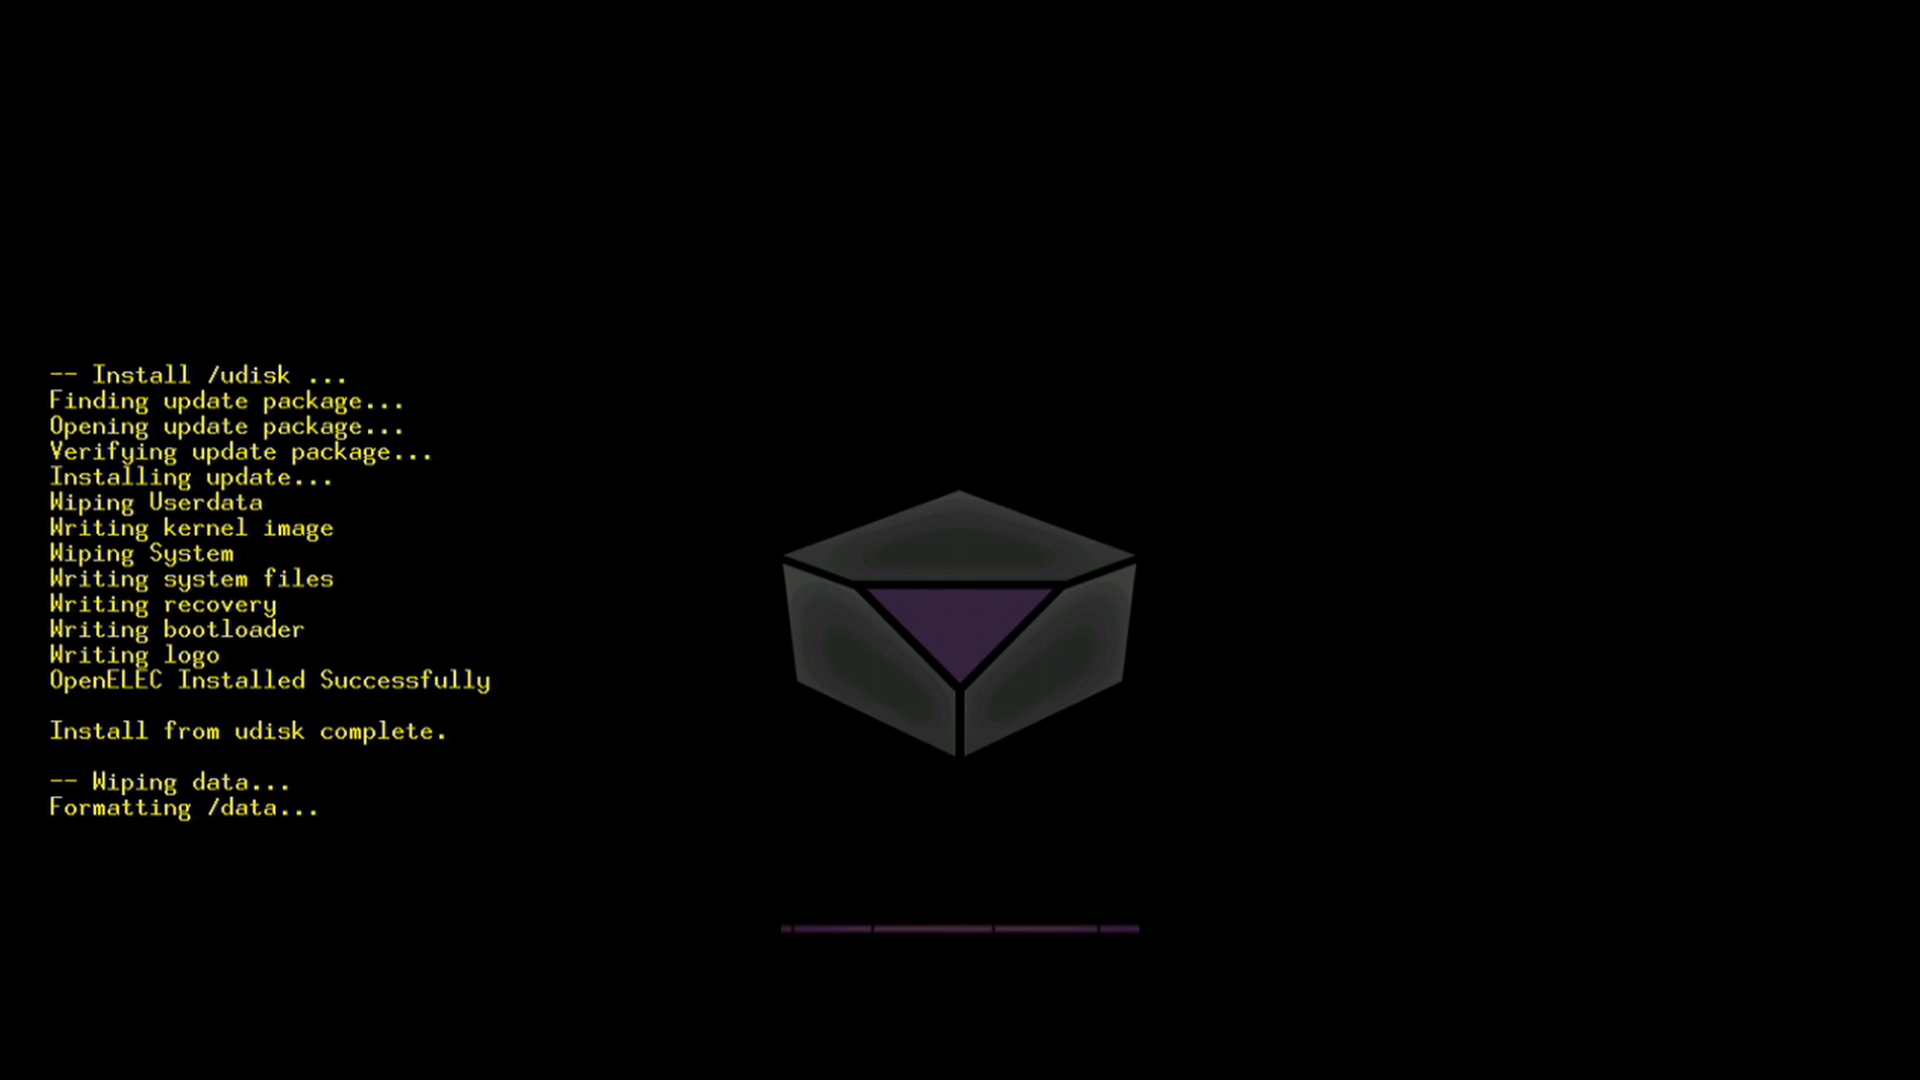 -- Install /udisk ...
Finding update package...
Opening update package...
Verifying update package...
Installing update...
Wiping Userdata
Writing kernel image
Wiping System
Writing system files
Writing recovery
Writing bootloader
Writing logo
OpenELEC Installed Successfully
Install from udisk complete.
-- Wiping data...
Formatting /data...